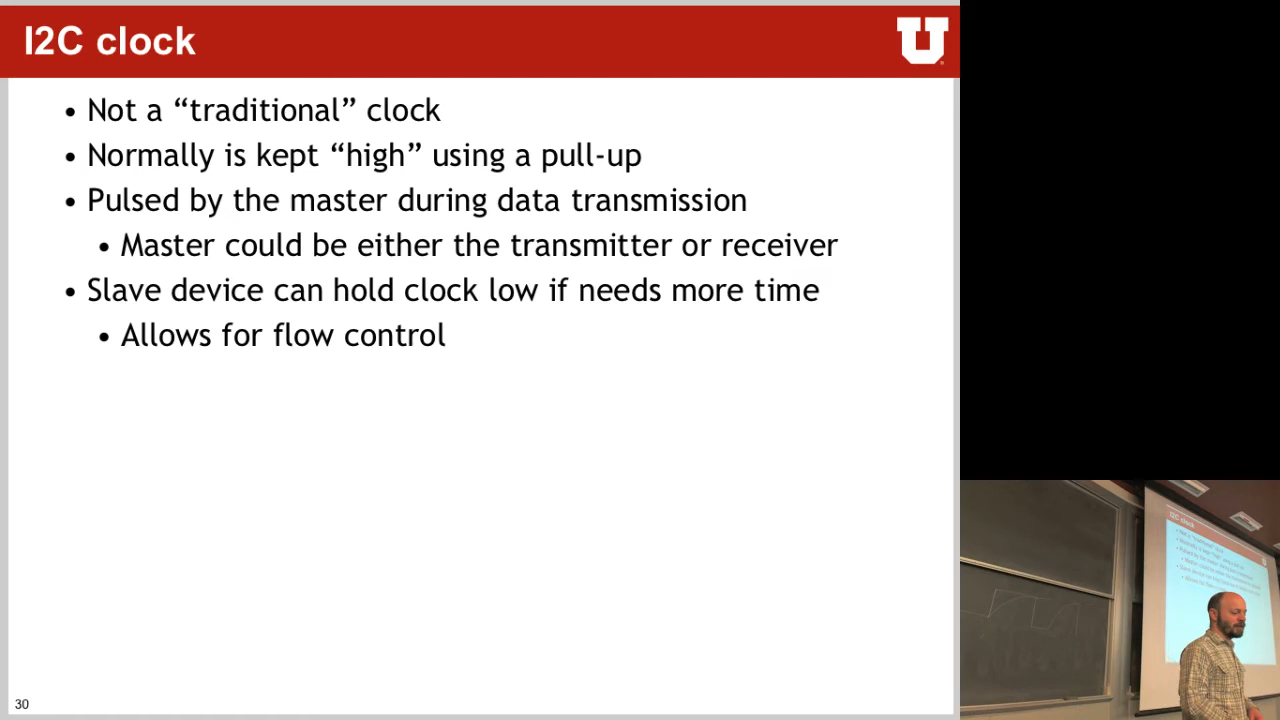 I2C clock
• Not a “traditional” clock
• Normally is kept “high” using a pull-up
• Pulsed by the master during data transmission
• Master could be either the transmitter or receiver
• Slave device can hold clock low if needs more time
• Allows for flow control
30
U
I2C clock